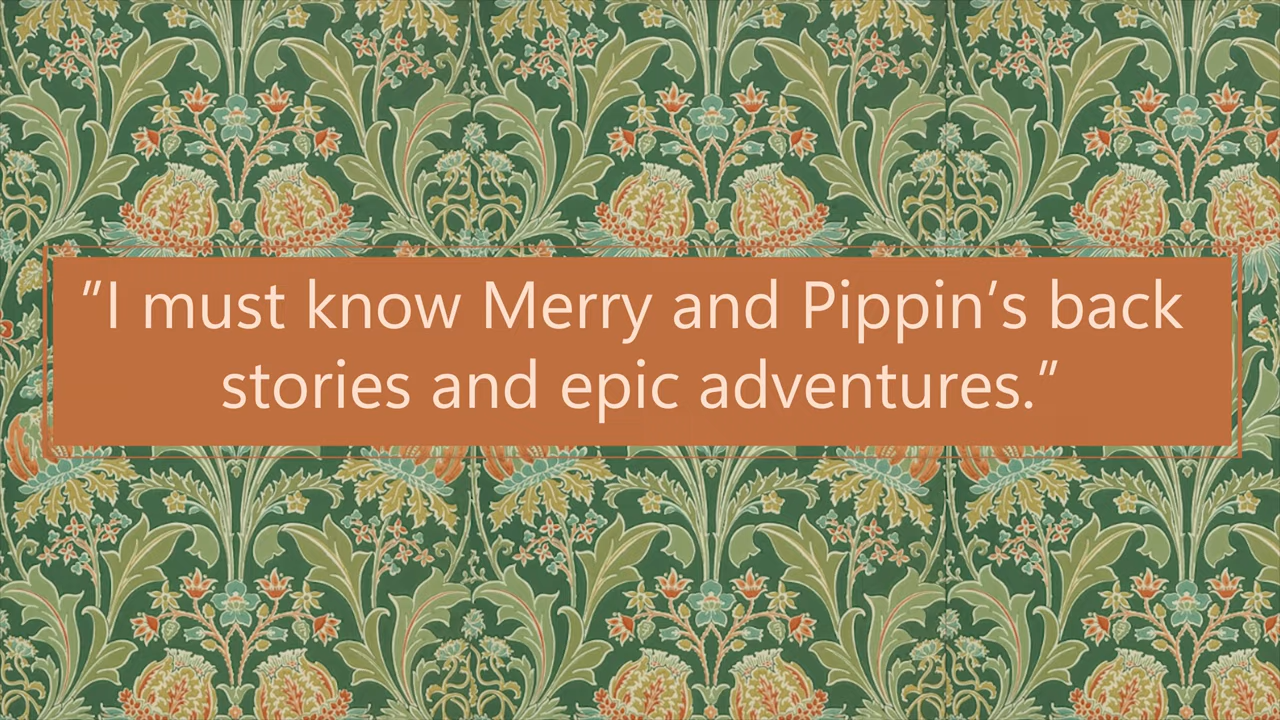 "I must know Merry and Pippin's back
stories and epic adventures."